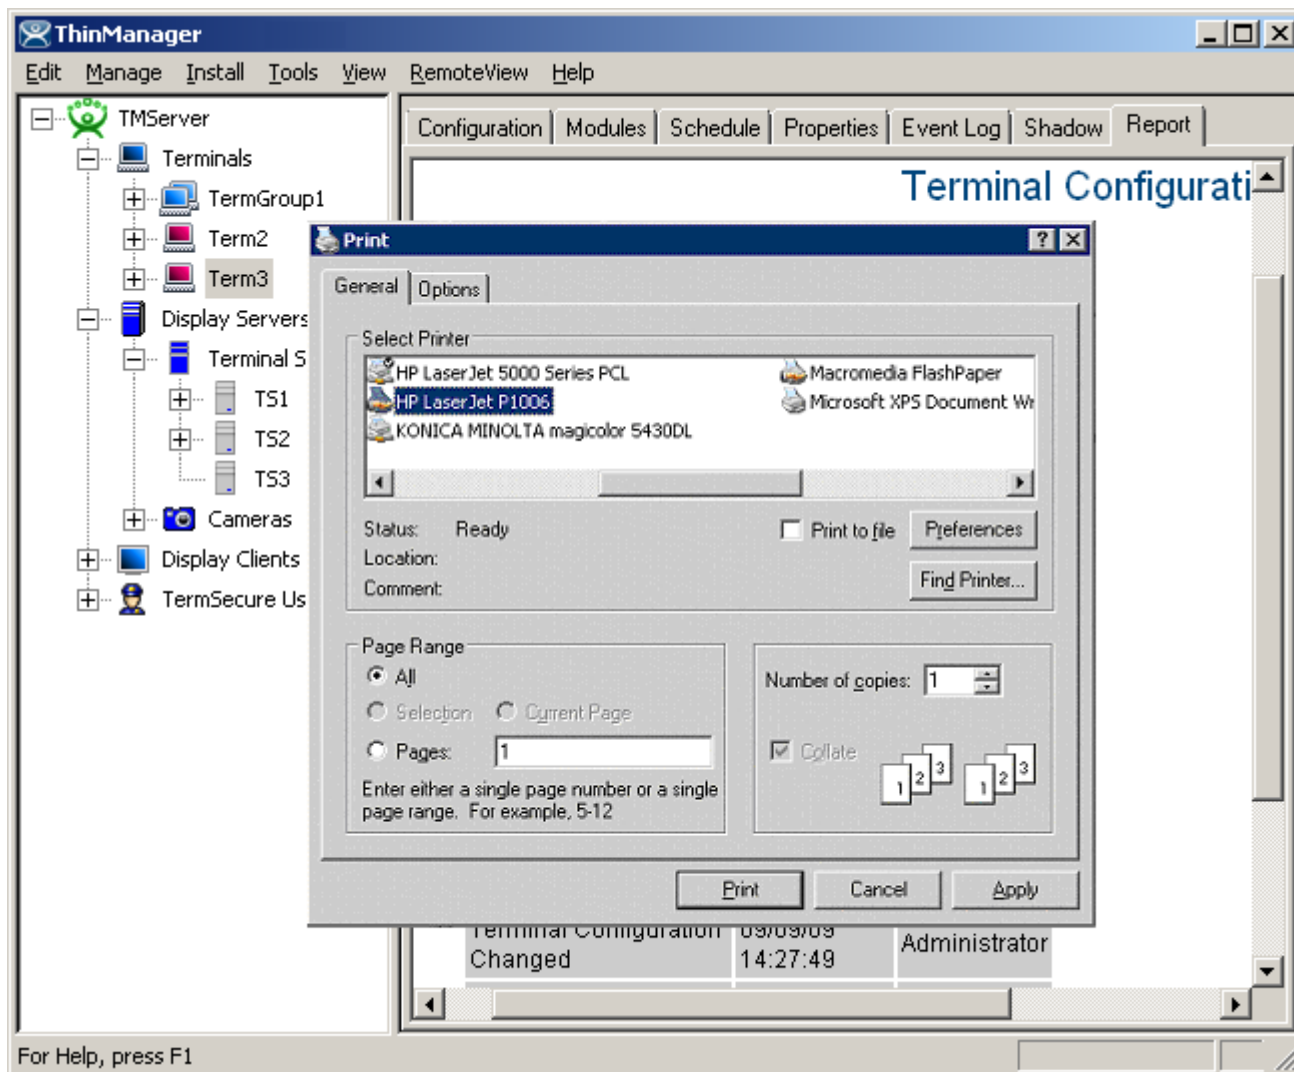 ThinManager
Edit Manage Install Tools View RemoteView Help
TMServer
Terminals
TermGroup1
Term2
Term3
Display Servers
Terminal S
TS1
TS2
TS3
Cameras
Display Clients
TermSecure Us
Configuration Modules Schedule Properties Event Log Shadow Report
Terminal Configurati
Print
General Options
Select Printer
HP LaserJet 5000 Series PCL
HP LaserJet P1006
KONICA MINOLTA magicolor 5430DL
Macromedia FlashPaper
Microsoft XPS Document Wr
Status: Ready
Location:
Comment:
Print to file
Preferences
Find Printer...
Page Range
All
Selection Current Page
Pages: 1
Enter either a single page number or a single
page range. For example, 5-12
Number of copies: 1
Collate
1 2 3 1 2 3
Print Cancel Apply
Terminal Configuration 09/09/09
Changed 14:27:49 Administrator
For Help, press F1